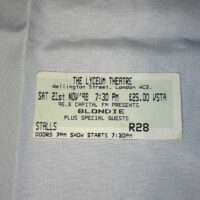 THE LYCEUM THEATRE
Wellington Street, London WC2.
SAT 21st NOV'98 7:30 PM £25.00 VSTA
95.8 CAPITAL FM PRESENTS
BLONDIE
PLUS SPECIAL GUESTS
STALLS R28
DOORS 7PM SHOW STARTS 7:30PM